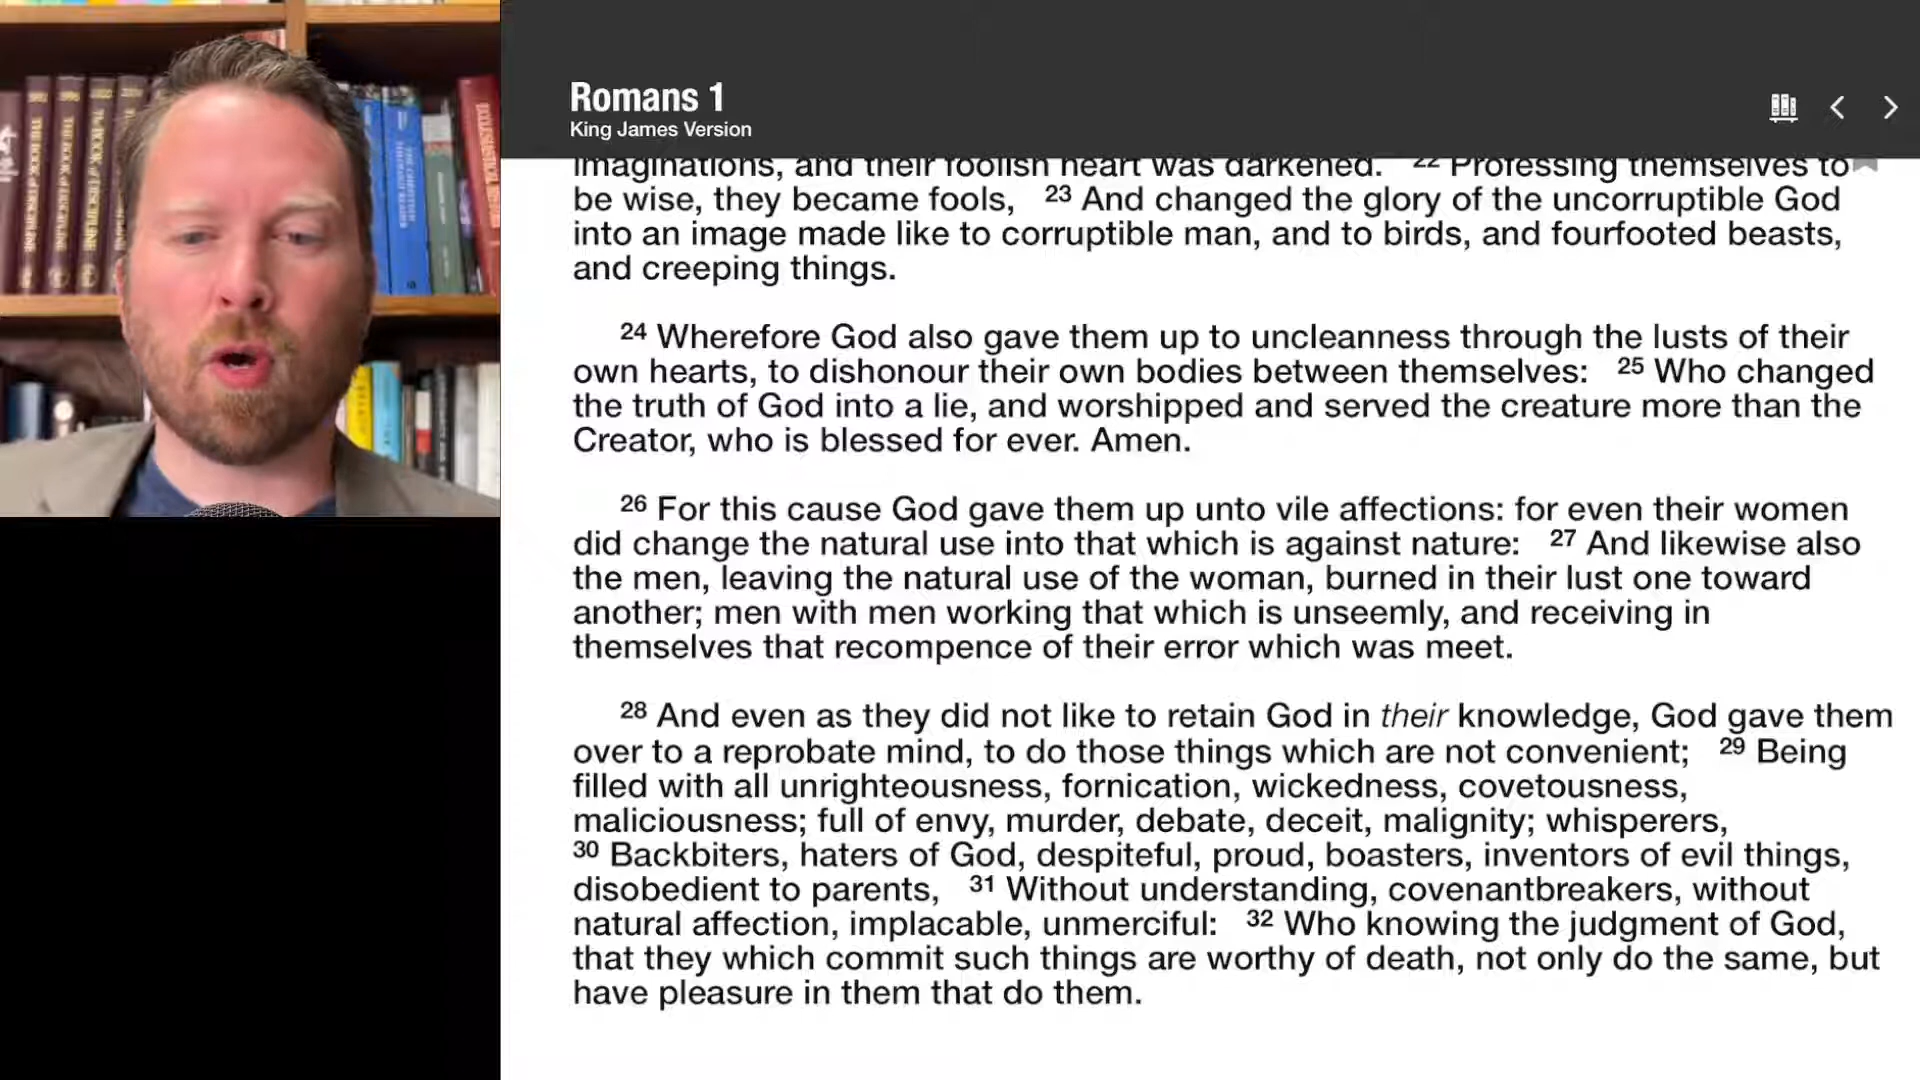 Romans 1
King James Version
imaginations, and their foolish heart was darkened. 22 Professing themselves to
be wise, they became fools, 23 And changed the glory of the uncorruptible God
into an image made like to corruptible man, and to birds, and fourfooted beasts,
and creeping things.
24 Wherefore God also gave them up to uncleanness through the lusts of their
own hearts, to dishonour their own bodies between themselves: 25 Who changed
the truth of God into a lie, and worshipped and served the creature more than the
Creator, who is blessed for ever. Amen.
26 For this cause God gave them up unto vile affections: for even their women
did change the natural use into that which is against nature: 27 And likewise also
the men, leaving the natural use of the woman, burned in their lust one toward
another; men with men working that which is unseemly, and receiving in
themselves that recompence of their error which was meet.
28 And even as they did not like to retain God in their knowledge, God gave them
over to a reprobate mind, to do those things which are not convenient; 29 Being
filled with all unrighteousness, fornication, wickedness, covetousness,
maliciousness; full of envy, murder, debate, deceit, malignity; whisperers,
30 Backbiters, haters of God, despiteful, proud, boasters, inventors of evil things,
disobedient to parents, 31 Without understanding, covenantbreakers, without
natural affection, implacable, unmerciful: 32 Who knowing the judgment of God,
that they which commit such things are worthy of death, not only do the same, but
have pleasure in them that do them.